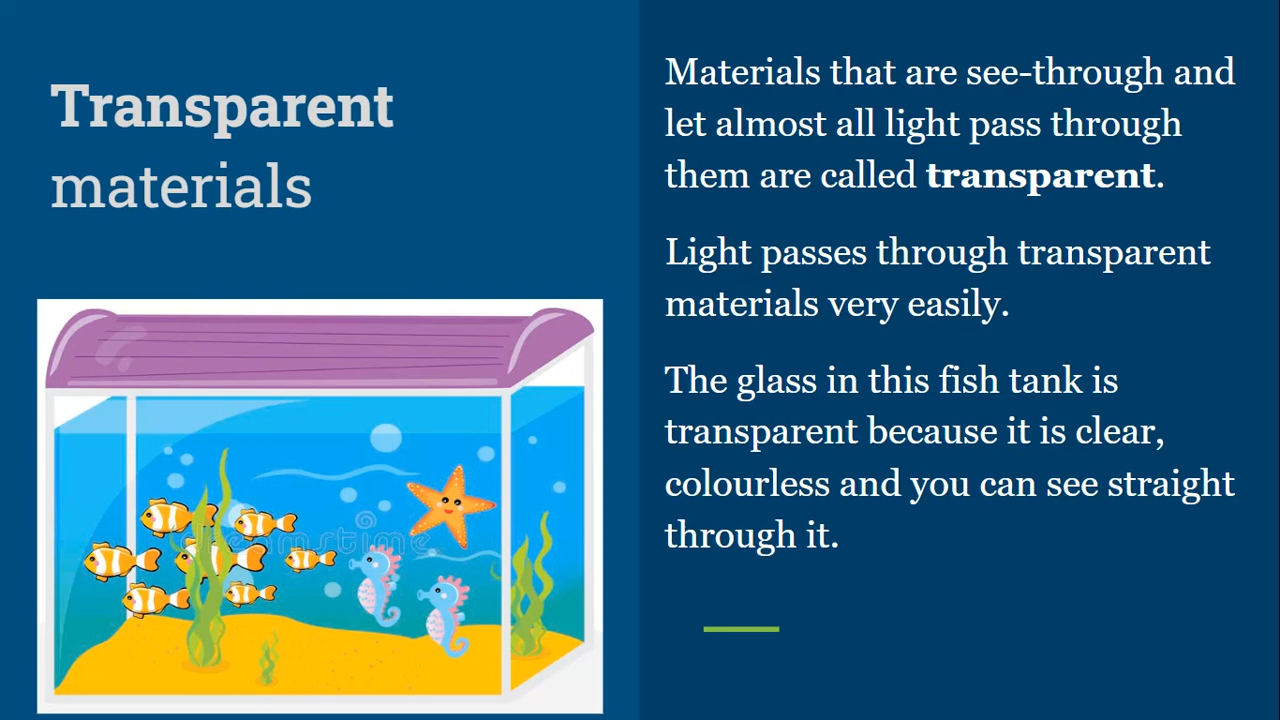 Transparent
materials
Materials that are see-through and
let almost all light pass through
them are called transparent.
Light passes through transparent
materials very easily.
The glass in this fish tank is
transparent because it is clear,
colourless and you can see straight
through it.
dreamstime